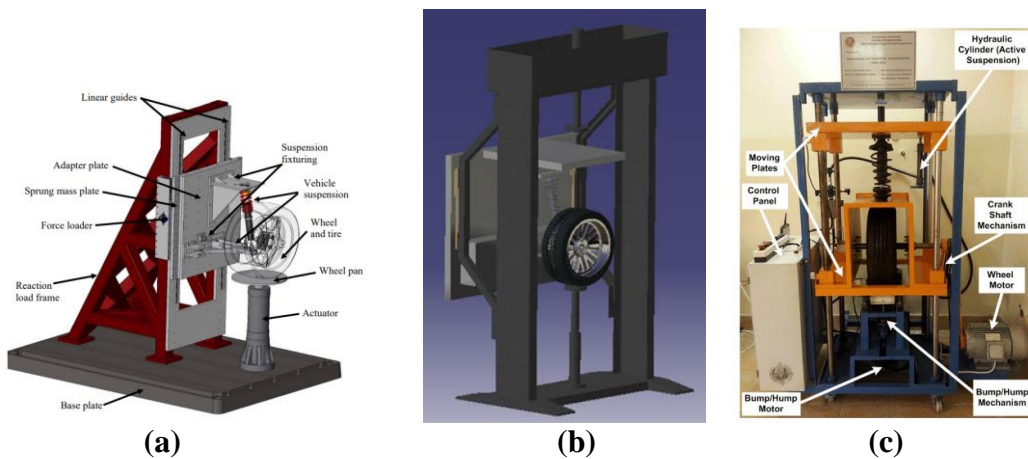 Linear guides
Adapter plate
Sprung mass plate
Force loader
Reaction
load frame
Base plate
Suspension
fixturing
Vehicle suspension
Wheel
and tire
Wheel pan
Actuator
(a)
(b)
Hydraulic
Cylinder (Active
Suspension)
Moving
Plates
Control
Panel
Crank
Shaft
Mechanism
Wheel
Motor
Bump/Hump
Motor
Bump/Hump
Mechanism
(c)